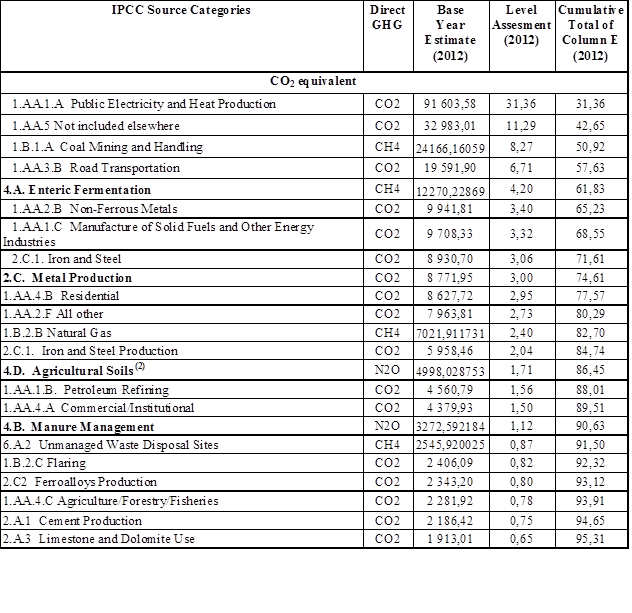 IPCC Source Categories Direct GHG Base Year Estimate (2012) Level Assesment (2012) Cumulative Total of Column E (2012)
CO2 equivalent
1.AA.1.A Public Electricity and Heat Production CO2 91 603,58 31,36 31,36
1.AA.5 Not included elsewhere CO2 32 983,01 11,29 42,65
1.B.1.A Coal Mining and Handling CH4 24166,16059 8,27 50,92
1.AA.3.B Road Transportation CO2 19 591,90 6,71 57,63
4.A. Enteric Fermentation CH4 12270,22869 4,20 61,83
1.AA.2.B Non-Ferrous Metals CO2 9 941,81 3,40 65,23
1.AA.1.C Manufacture of Solid Fuels and Other Energy
Industries CO2 9 708,33 3,32 68,55
2.C.1. Iron and Steel CO2 8 930,70 3,06 71,61
2.C. Metal Production CO2 8 771,95 3,00 74,61
1.AA.4.B Residential CO2 8 627,72 2,95 77,57
1.AA.2.F All other CO2 7 963,81 2,73 80,29
1.B.2.B Natural Gas CH4 7021,911731 2,40 82,70
2.C.1. Iron and Steel Production CO2 5 958,46 2,04 84,74
4.D. Agricultural Soils(2) N2O 4998,028753 1,71 86,45
1.AA.1.B. Petroleum Refining CO2 4 560,79 1,56 88,01
1.AA.4.A Commercial/Institutional CO2 4 379,93 1,50 89,51
4.B. Manure Management N2O 3272,592184 1,12 90,63
6.A2 Unmanaged Waste Disposal Sites CH4 2545,920025 0,87 91,50
1.B.2.C Flaring CO2 2 406,09 0,82 92,32
2.C2 Ferroalloys Production CO2 2 343,20 0,80 93,12
1.AA.4.C Agriculture/Forestry/Fisheries CO2 2 281,92 0,78 93,91
2.A.1 Cement Production CO2 2 186,42 0,75 94,65
2.A.3 Limestone and Dolomite Use CO2 1 913,01 0,65 95,31